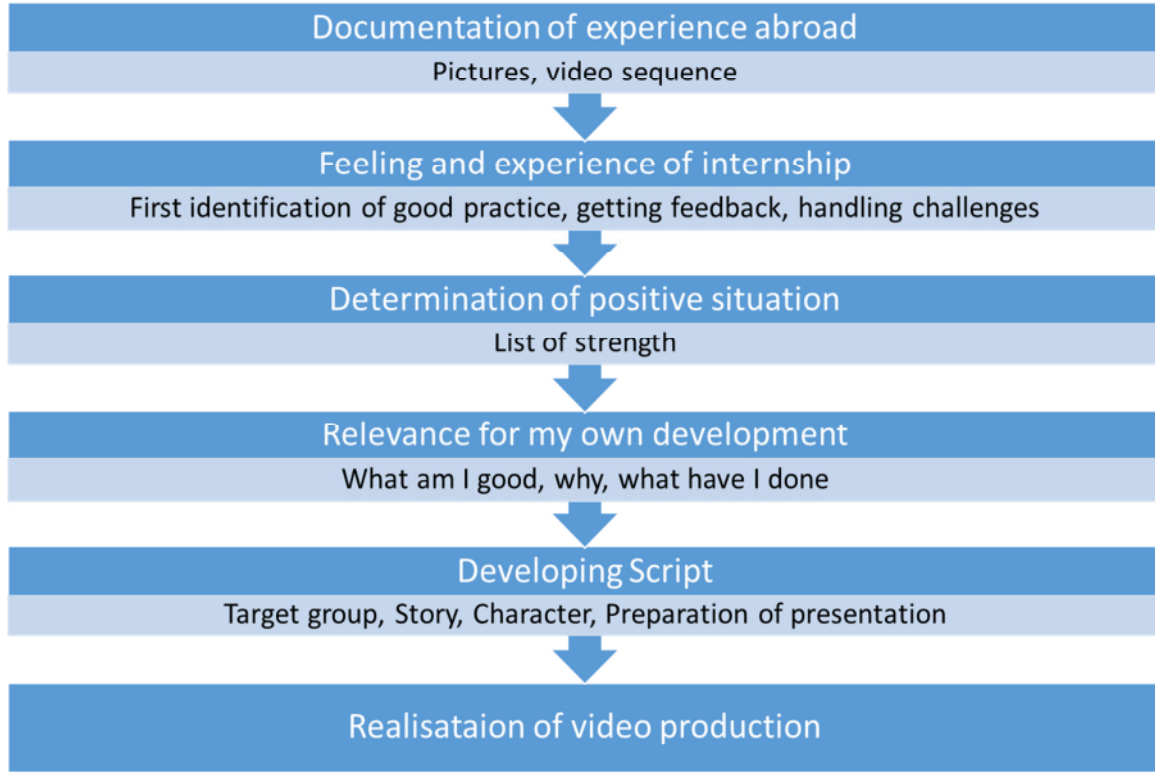 Documentation of experience abroad
Pictures, video sequence
Feeling and experience of internship
First identification of good practice, getting feedback, handling challenges
Determination of positive situation
List of strength
Relevance for my own development
What am I good, why, what have I done
Developing Script
Target group, Story, Character, Preparation of presentation
Realisataion of video production